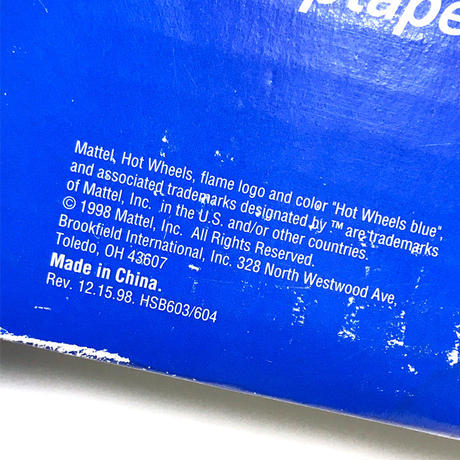 Mattel, Hot Wheels, flame logo and color "Hot Wheels blue",
and associated trademarks designated by ™ are trademarks
of Mattel, Inc. in the U.S. and/or other countries.
© 1998 Mattel, Inc. All Rights Reserved.
Brookfield International, Inc. 328 North Westwood Ave.
Toledo, OH 43607
Made in China.
Rev. 12.15.98. HSB603/604